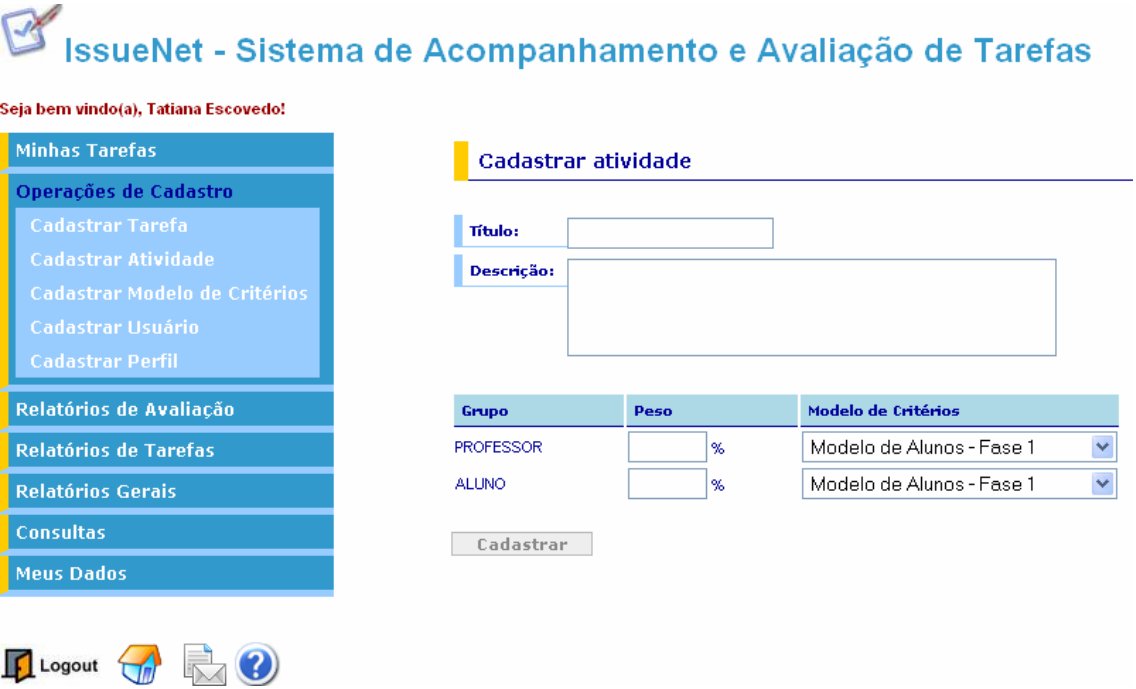 IssueNet - Sistema de Acompanhamento e Avaliação de Tarefas
Seja bem vindo(a), Tatiana Escovedo!
Minhas Tarefas
Operações de Cadastro
Cadastrar Tarefa
Cadastrar Atividade
Cadastrar Modelo de Critérios
Cadastrar Usuário
Cadastrar Perfil
Relatórios de Avaliação
Relatórios de Tarefas
Relatórios Gerais
Consultas
Meus Dados
Logout
?
Cadastrar atividade
Título:
Descrição:
Grupo Peso Modelo de Critérios
PROFESSOR % Modelo de Alunos - Fase 1
ALUNO % Modelo de Alunos - Fase 1
Cadastrar